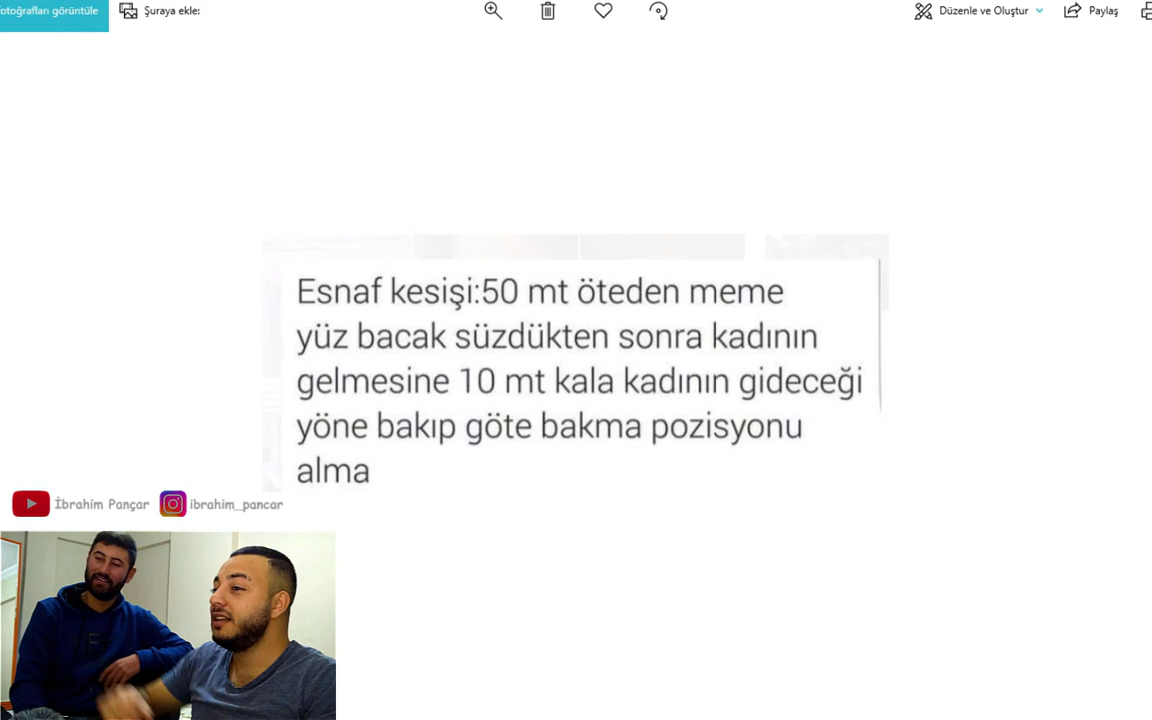 fotoğrafları görüntüle
Şuraya ekle:
Düzenle ve Oluştur
Paylaş
Esnaf kesişi:50 mt öteden meme
yüz bacak süzdükten sonra kadının
gelmesine 10 mt kala kadının gideceği
yöne bakıp göte bakma pozisyonu
alma
İbrahim Pançar
ibrahim_pancar